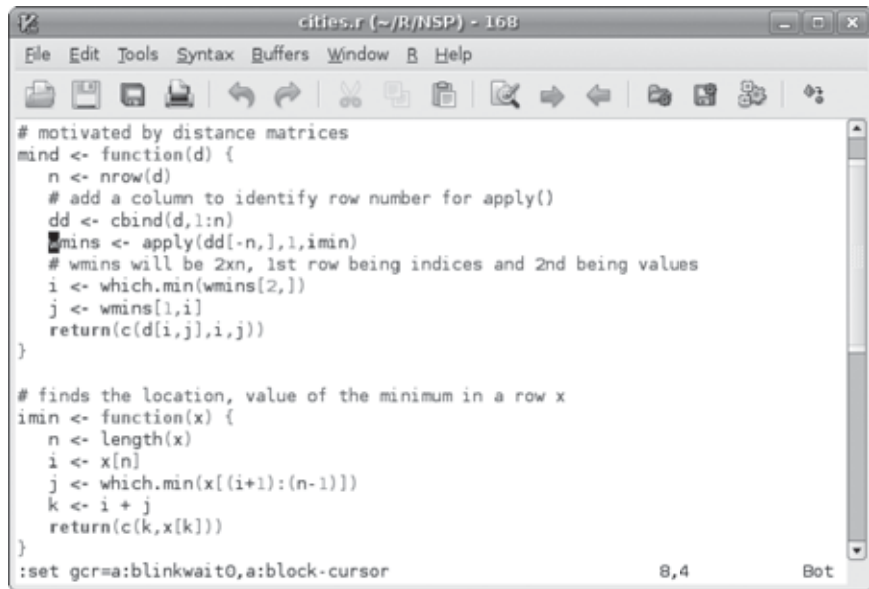 cities.r (~/R/NSP) - 168
File Edit Tools Syntax Buffers Window R Help
# motivated by distance matrices
mind <- function(d) {
   n <- nrow(d)
   # add a column to identify row number for apply()
   dd <- cbind(d,1:n)
   wmins <- apply(dd[-n,],1,imin)
   # wmins will be 2xn, 1st row being indices and 2nd being values
   i <- which.min(wmins[2,])
   j <- wmins[1,i]
   return(c(d[i,j],i,j))
}
# finds the location, value of the minimum in a row x
imin <- function(x) {
   n <- length(x)
   i <- x[n]
   j <- which.min(x[(i+1):(n-1)])
   k <- i + j
   return(c(k,x[k]))
}
:set gcr=a:blinkwait0,a:block-cursor 8,4 Bot